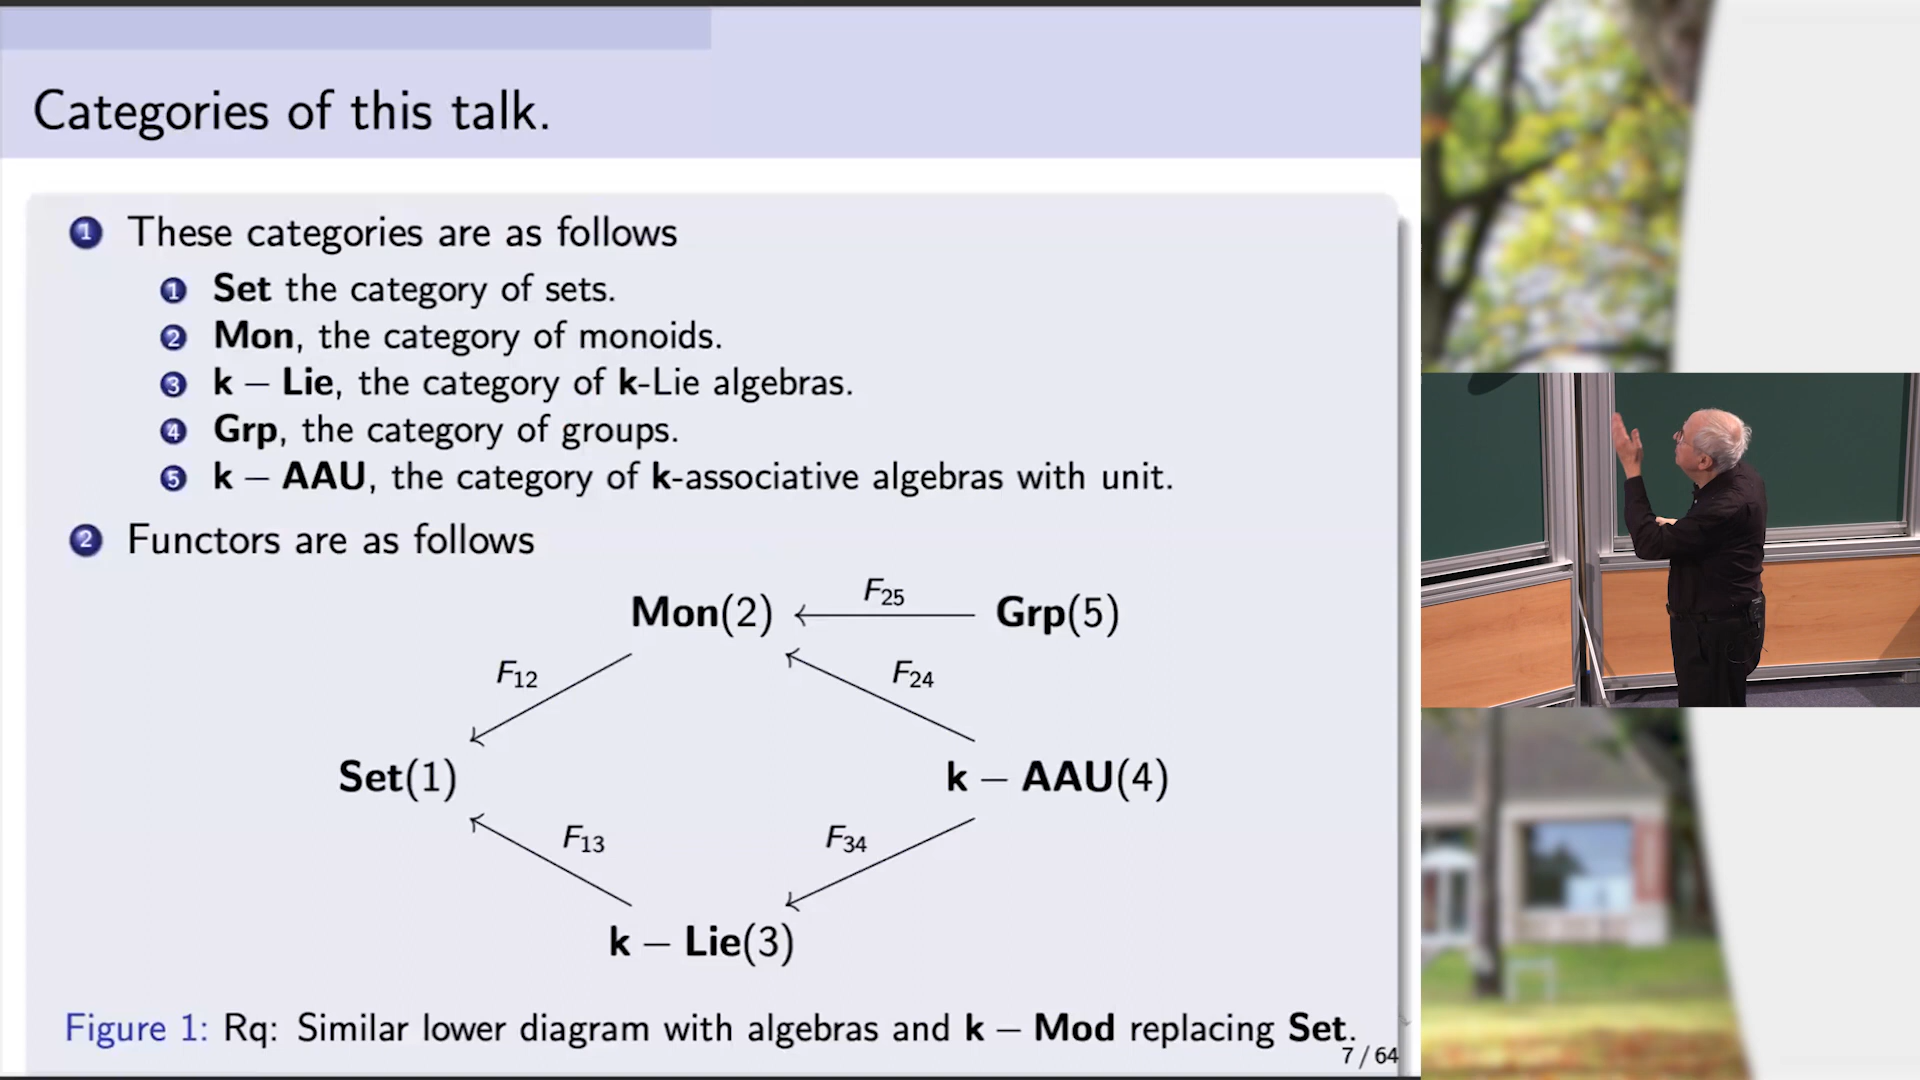 Categories of this talk.
1 These categories are as follows
1 Set the category of sets.
2 Mon, the category of monoids.
3 k – Lie, the category of k-Lie algebras.
4 Grp, the category of groups.
5 k – AAU, the category of k-associative algebras with unit.
2 Functors are as follows
Mon(2) F25 Grp(5)
F12 F24
Set(1) k – AAU(4)
F13 F34
k – Lie(3)
Figure 1: Rq: Similar lower diagram with algebras and k – Mod replacing Set.
7 / 64